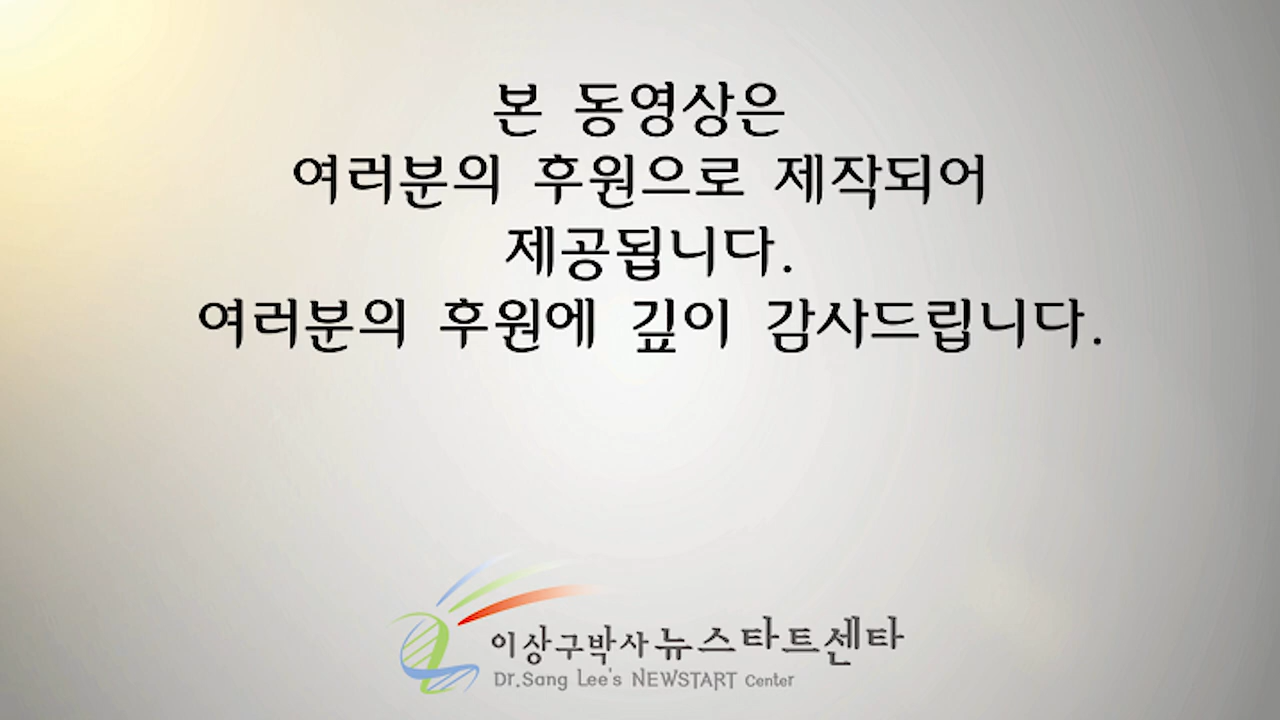 본 동영상은
여러분의 후원으로 제작되어
제공됩니다.
여러분의 후원에 깊이 감사드립니다.
이상구박사 뉴스타트센타
Dr.Sang Lee's NEWSTART Center